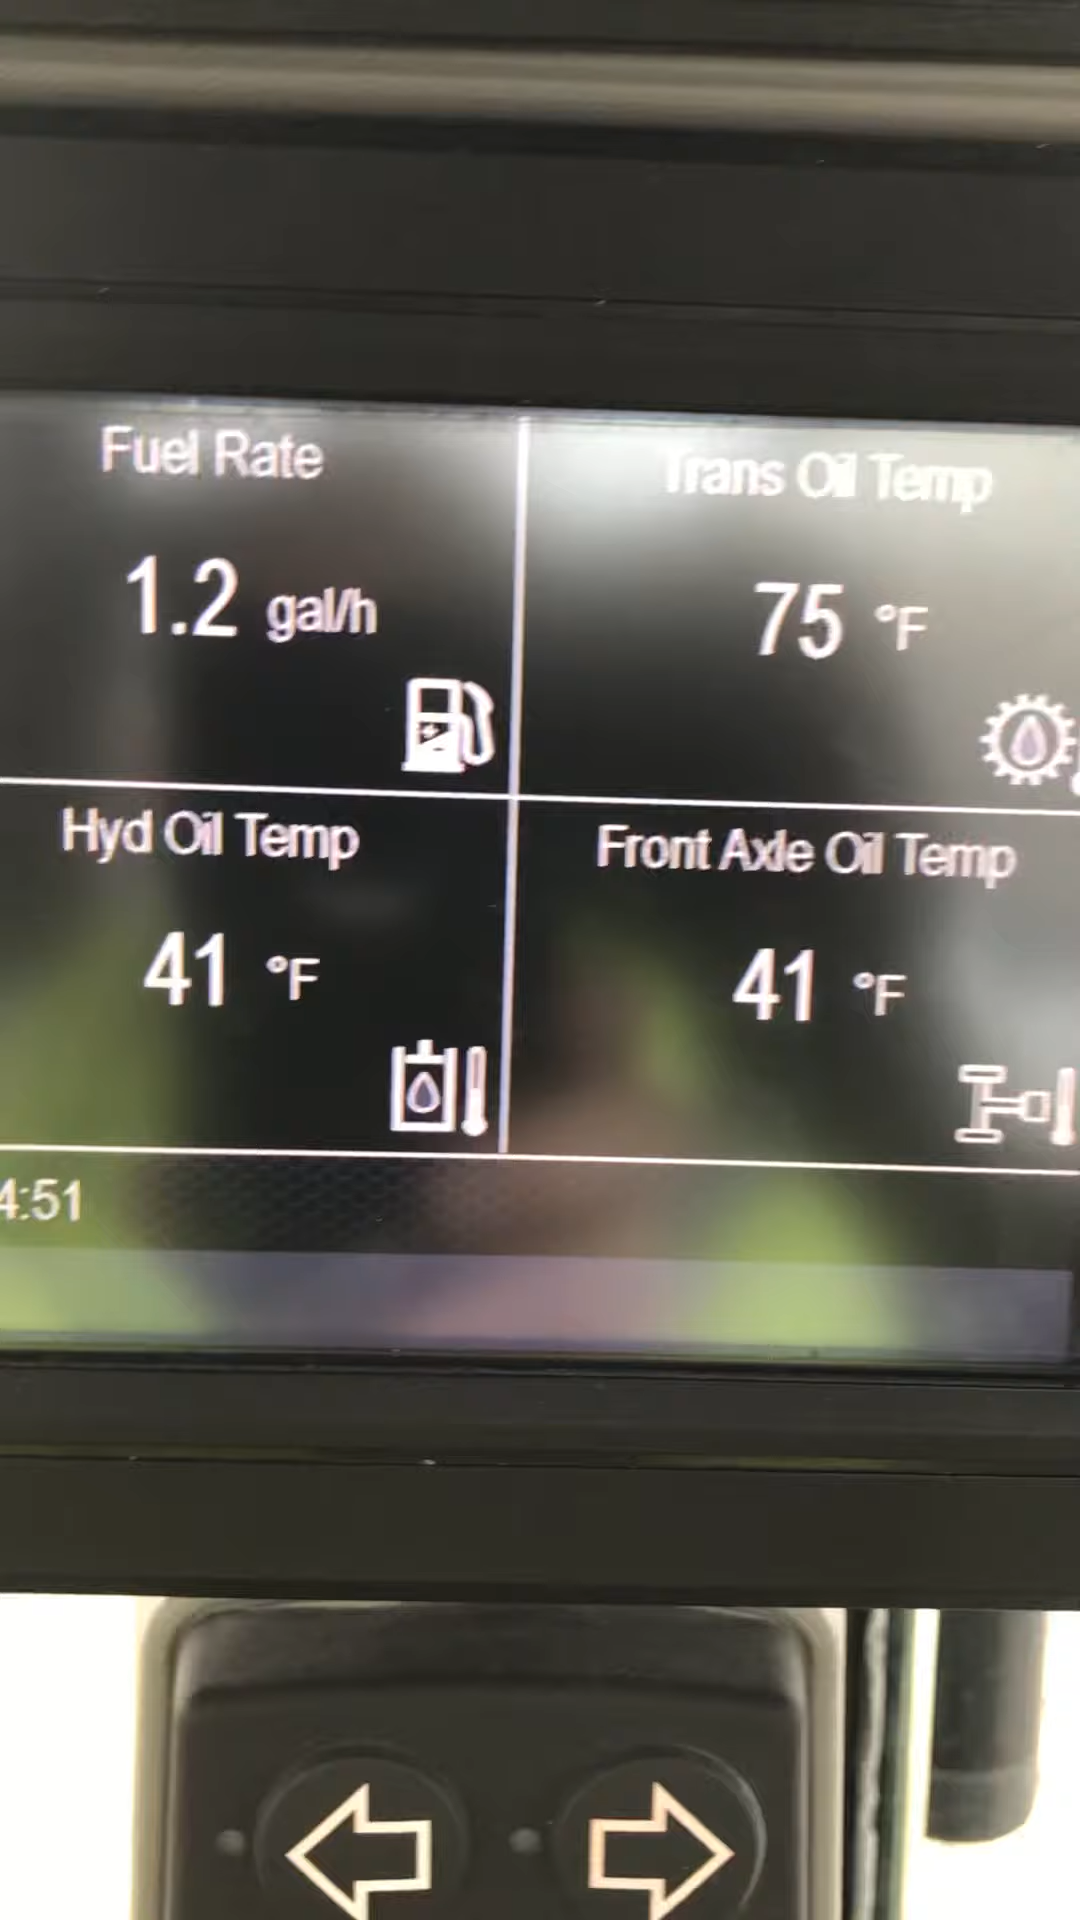 Fuel Rate
1.2 gal/h
Trans Oil Temp
75 °F
Hyd Oil Temp
41 °F
Front Axle Oil Temp
41 °F
4:51